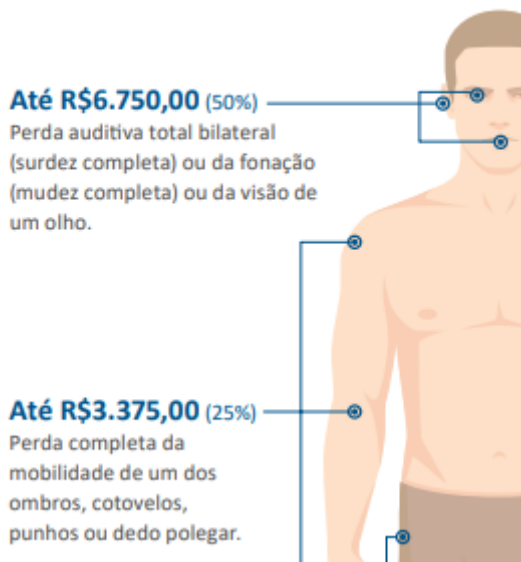 Até R$6.750,00 (50%)
Perda auditiva total bilateral
(surdez completa) ou da fonação
(mudez completa) ou da visão de
um olho.
Até R$3.375,00 (25%)
Perda completa da
mobilidade de um dos
ombros, cotovelos,
punhos ou dedo polegar.